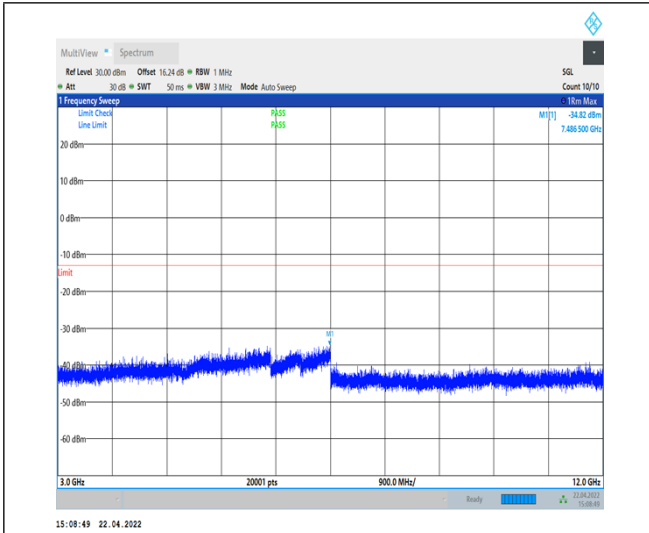 MultiView
Spectrum
Ref Level 30.00 dBm Offset 16.24 dB RBW 1 MHz SGL
Att 30 dB SWT 50 ms VBW 3 MHz Mode Auto Sweep Count 10/10
1 Frequency Sweep 1Rm Max
Limit Check PASS M1[1] -34.82 dBm
Line Limit PASS 7.486 500 GHz
20 dBm
10 dBm
0 dBm
-10 dBm
Limit
-20 dBm
-30 dBm
M1
-40 dBm
-50 dBm
-60 dBm
3.0 GHz 20001 pts 900.0 MHz/ 12.0 GHz
Ready 22.04.2022
15:08:49
15:08:49 22.04.2022